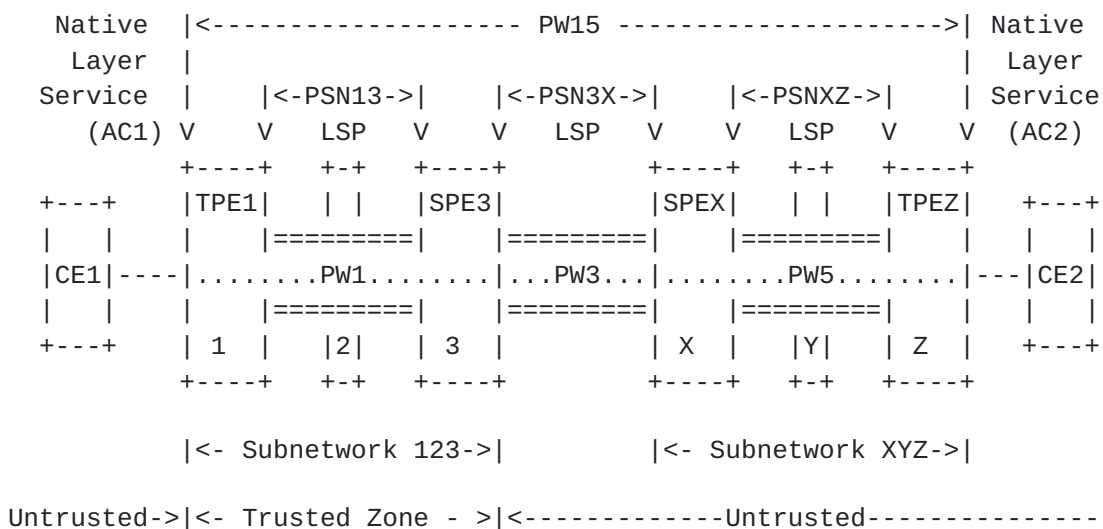 Native |<--------------------- PW15 --------------------->| Native
Layer | | Layer
Service | |<-PSN13->| |<-PSN3X->| |<-PSNXZ->| | Service
(AC1) V V LSP V V LSP V V LSP V V (AC2)
+----+ +-+ +----+ +----+ +-+ +----+
+---+ |TPE1| | | |SPE3| |SPEX| | | |TPEZ| +---+
| | | |=========| |=========| |=========| | | |
|CE1|----|........PW1........|...PW3...|........PW5........|---|CE2|
| | | |=========| |=========| |=========| | | |
+---+ | 1 | |2| | 3 | | X | |Y| | Z | +---+
+----+ +-+ +----+ +----+ +-+ +----+
|<- Subnetwork 123->| |<- Subnetwork XYZ->|
Untrusted->|<- Trusted Zone - >|<-------------Untrusted---------------